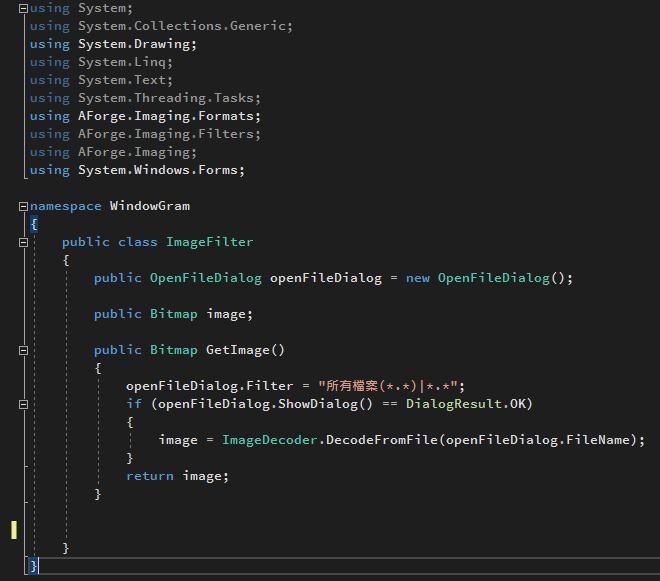 using System;
using System.Collections.Generic;
using System.Drawing;
using System.Linq;
using System.Text;
using System.Threading.Tasks;
using AForge.Imaging.Formats;
using AForge.Imaging.Filters;
using AForge.Imaging;
using System.Windows.Forms;
namespace WindowGram
{
public class ImageFilter
{
public OpenFileDialog openFileDialog = new OpenFileDialog();
public Bitmap image;
public Bitmap GetImage()
{
openFileDialog.Filter = "所有檔案(*.*)|*.*";
if (openFileDialog.ShowDialog() == DialogResult.OK)
{
image = ImageDecoder.DecodeFromFile(openFileDialog.FileName);
}
return image;
}
}
}